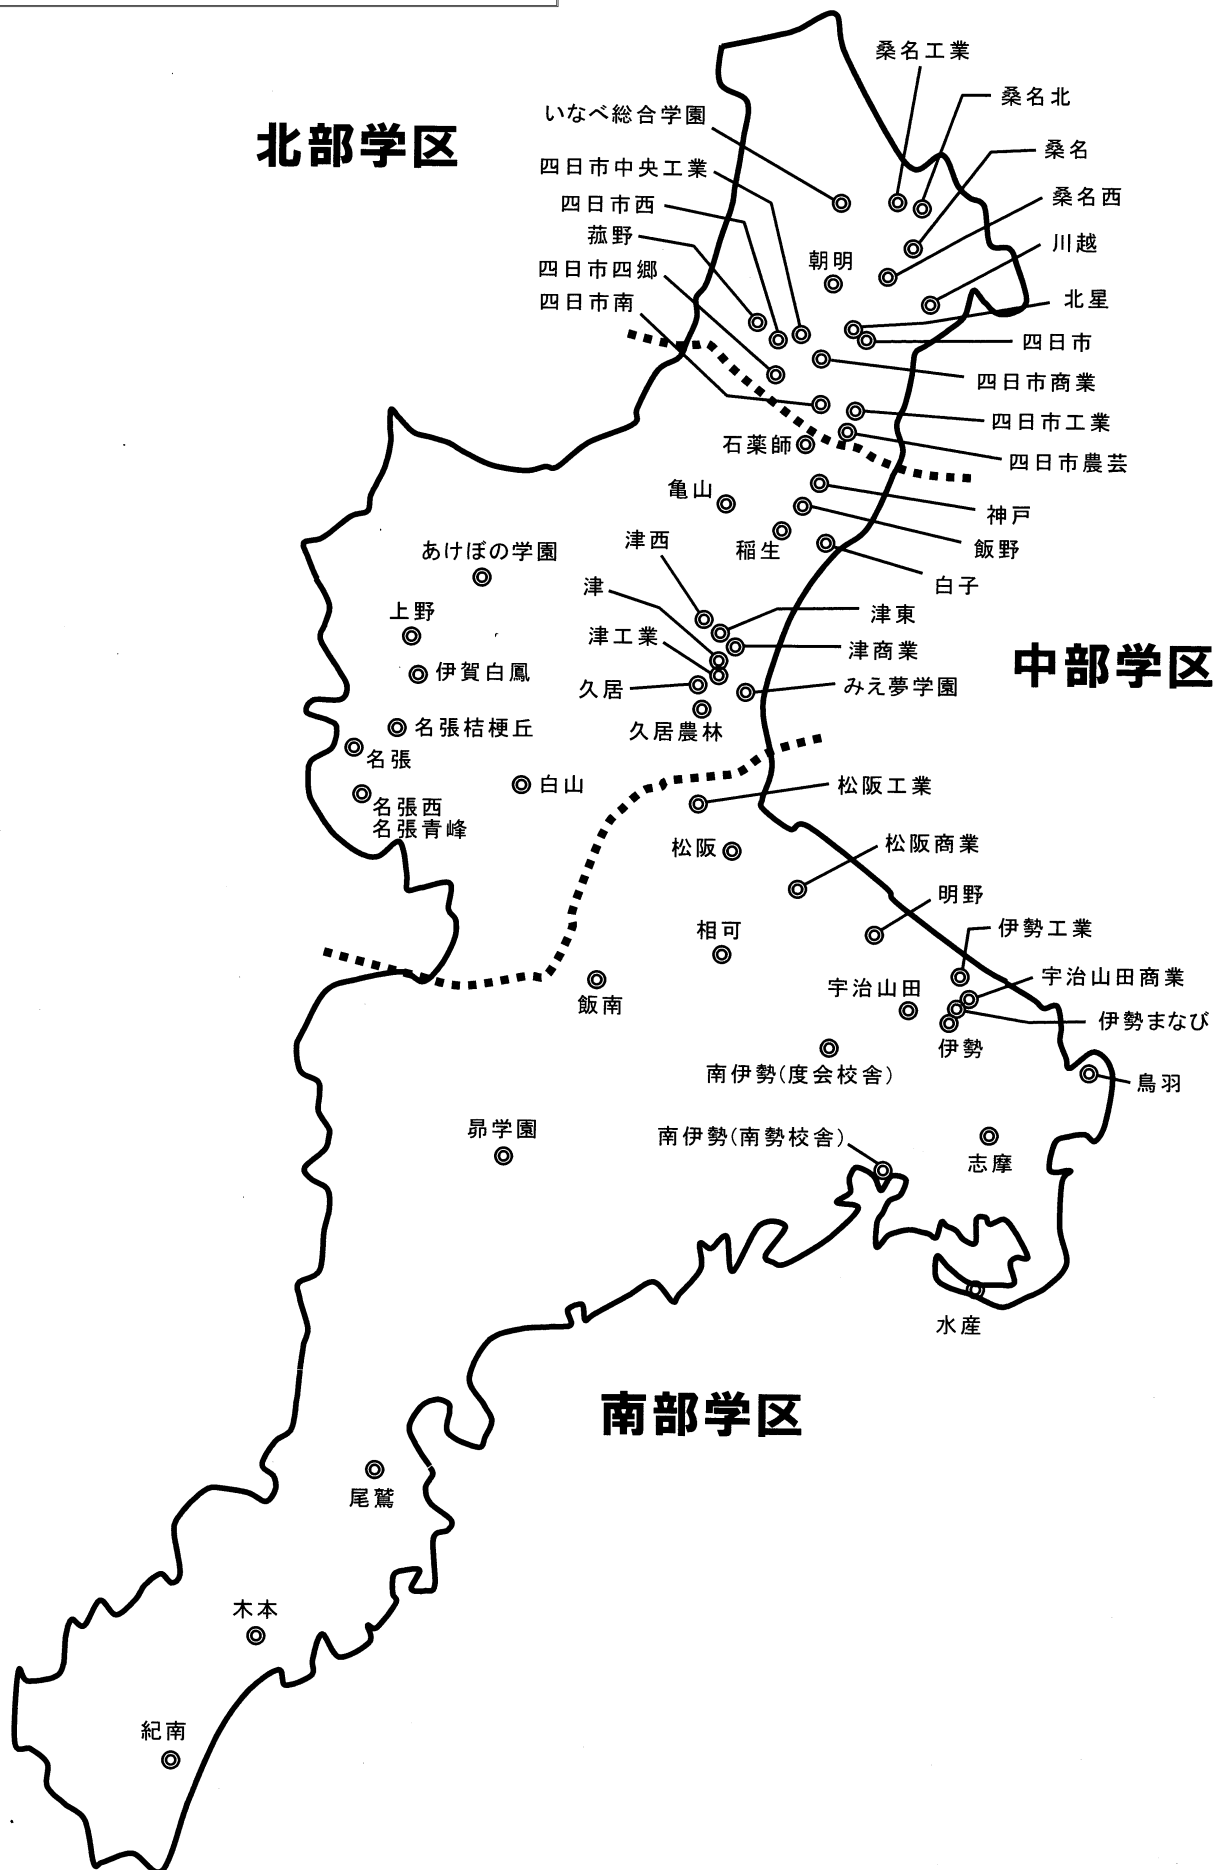 桑名工業
桑名北
いなべ総合学園
北部学区
桑名
四日市中央工業
桑名西
四日市西
菰野
川越
朝明
四日市四郷
北星
四日市南
四日市
四日市商業
四日市工業
石薬師
四日市農芸
亀山
神戸
津西
稲生
飯野
あけぼの学園
白子
津
上野
津東
津工業
津商業
中部学区
伊賀白鳳
久居
みえ夢学園
名張桔梗丘
久居農林
名張
白山
松阪工業
名張西
名張青峰
松阪
松阪商業
明野
相可
伊勢工業
宇治山田商業
宇治山田
飯南
伊勢まなび
伊勢
南伊勢(度会校舎)
鳥羽
昴学園
南伊勢(南勢校舎)
志摩
水産
南部学区
尾鷲
木本
紀南